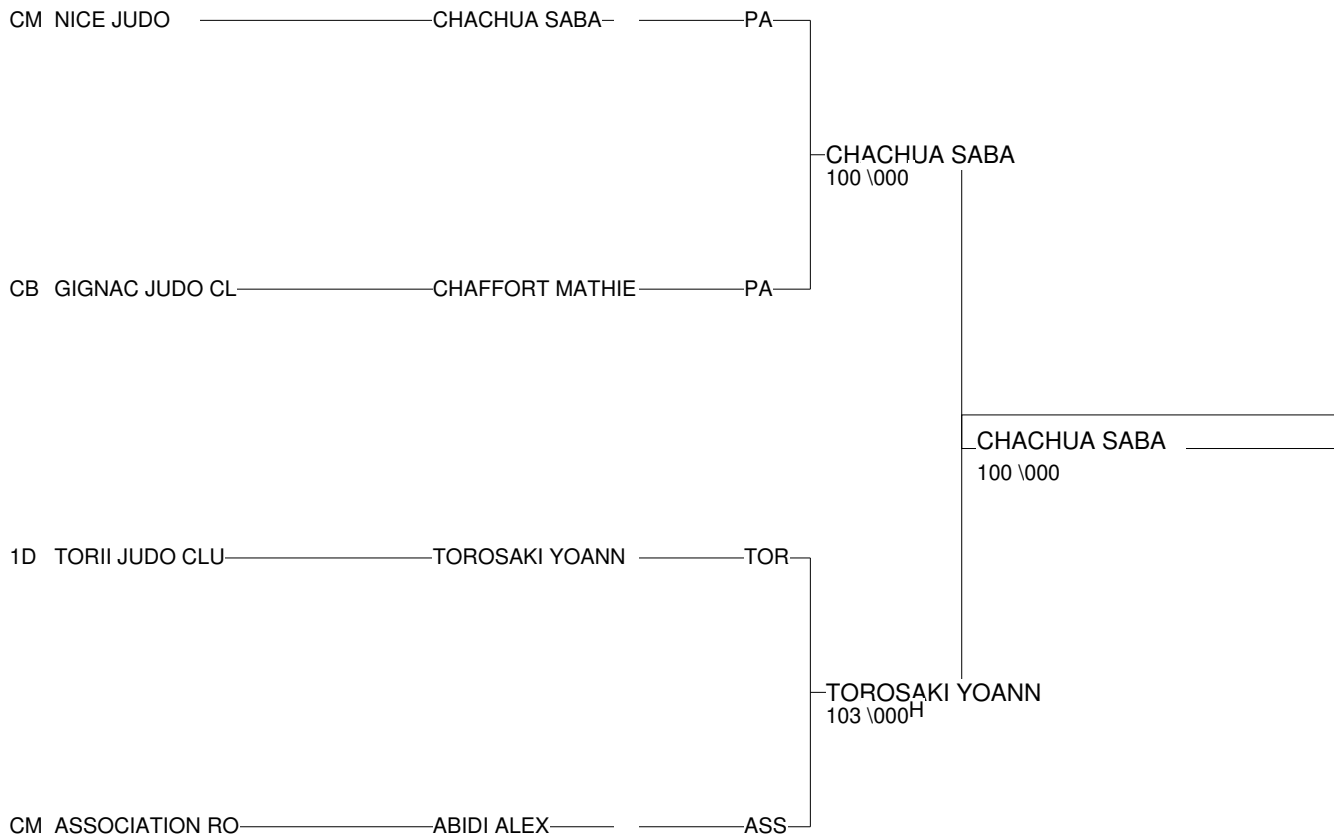 CM NICE JUDO CHACHUA SABA PA
CHACHUA SABA
100 \000
CB GIGNAC JUDO CL CHAFFORT MATHIE PA
CHACHUA SABA
100 \000
1D TORII JUDO CLU TOROSAKI YOANN TOR
TOROSAKI YOANN
103 \000H
CM ASSOCIATION RO ABIDI ALEX ASS